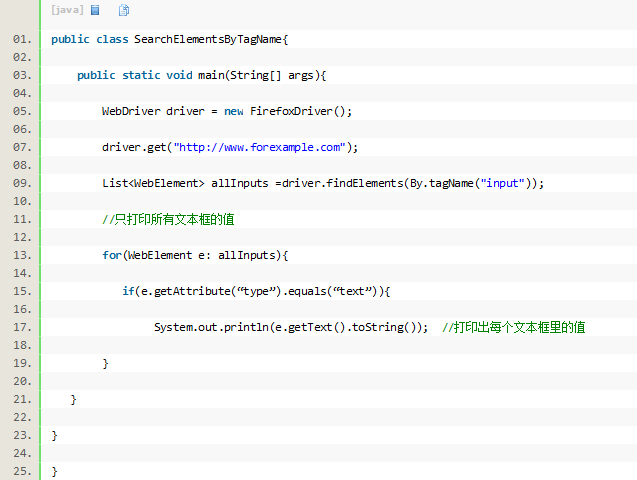 [java]
01. public class SearchElementsByTagName{
02.
03. public static void main(String[] args){
04.
05. WebDriver driver = new FirefoxDriver();
06.
07. driver.get("http://www.forexample.com");
08.
09. List<WebElement> allInputs =driver.findElements(By.tagName("input"));
10.
11. //只打印所有文本框的值
12.
13. for(WebElement e: allInputs){
14.
15. if(e.getAttribute(“type”).equals(“text”)){
16.
17. System.out.println(e.getText().toString()); //打印出每个文本框里的值
18.
19. }
20.
21. }
22.
23. }
24.
25. }